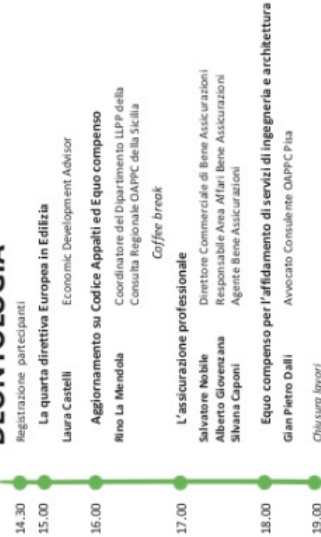 DEONTOLOGIA
14.30 Registrazione partecipanti
15.00 La quarta direttiva Europea in Edilizia
Laura Castelli Economic Development Advisor
16.00 Aggiornamento su Codice Appalti ed Equo compenso
Rino La Mendola Coordinatore del Dipartimento LLPP della
Consulta Regionale OAPPC della Sicilia
Coffee break
17.00 L'assicurazione professionale
Salvatore Nobile Direttore Commerciale di Bene Assicurazioni
Alberto Giovenzana Responsabile Area Affari Bene Assicurazioni
Silvana Caponi Agente Bene Assicurazioni
18.00 Equo compenso per l'affidamento di servizi di ingegneria e architettura
Gian Pietro Dalli Avvocato Consulente OAPPC Pisa
19.00 Chiusura lavori